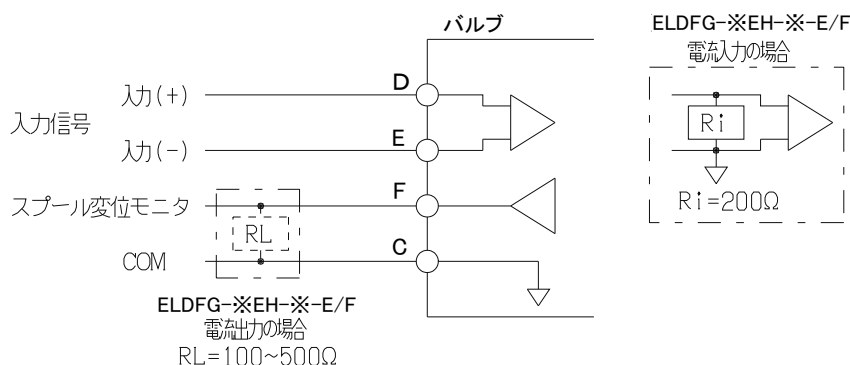 バルブ
ELDFG-※EH-※-E/F
電流入力の場合
Ri
Ri=200Ω
入力信号
入力(+)
D
入力(-)
E
スプール変位モニタ
F
RL
COM
C
ELDFG-※EH-※-E/F
電流出力の場合
RL=100~500Ω